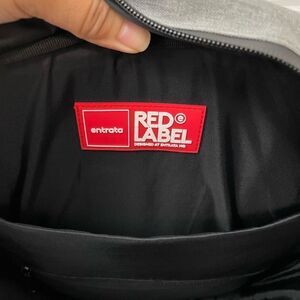 entrata
RED
LABEL
DESIGNED AT ENTRATA HQ